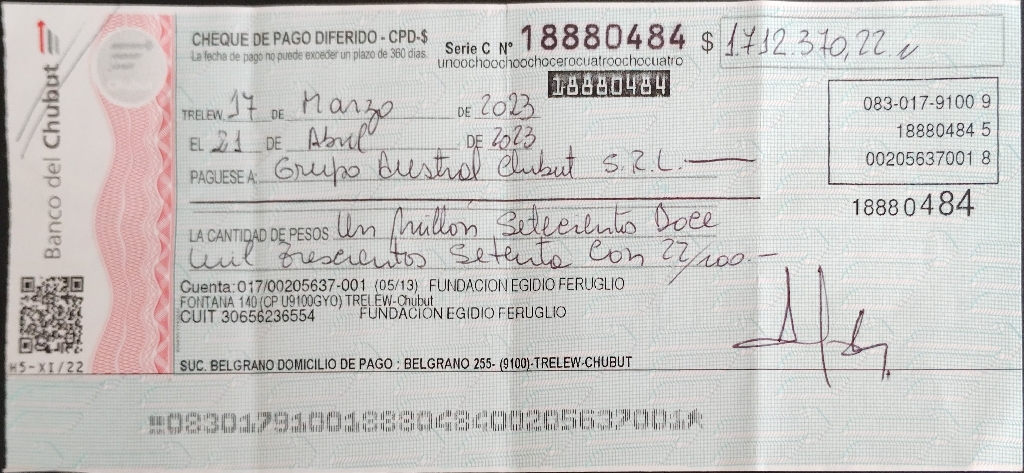 Banco del Chubut
H5-XI/22
CHEQUE DE PAGO DIFERIDO - CPD-$
La fecha de pago no puede exceder un plazo de 360 días.
Serie C N° 18880484 $ 1.712.370,22
unoochoochoochocerocuatroochocuatro
18880484
TRELEW 17 DE Marzo DE 2023
EL 21 DE Abril DE 2023
PAGUESE A: Grupo Austral Chubut S.R.L.
083-017-9100 9
18880484 5
00205637001 8
18880484
LA CANTIDAD DE PESOS Un Millón Setecientos Doce
mil Trescientos Setenta Con 22/100.-
Cuenta: 017/00205637-001 (05/13) FUNDACION EGIDIO FERUGLIO
FONTANA 140 (CP U9100GYO) TRELEW-Chubut
CUIT 30656236554 FUNDACION EGIDIO FERUGLIO
SUC. BELGRANO DOMICILIO DE PAGO : BELGRANO 255- (9100)-TRELEW-CHUBUT
08301791001888048400205637001